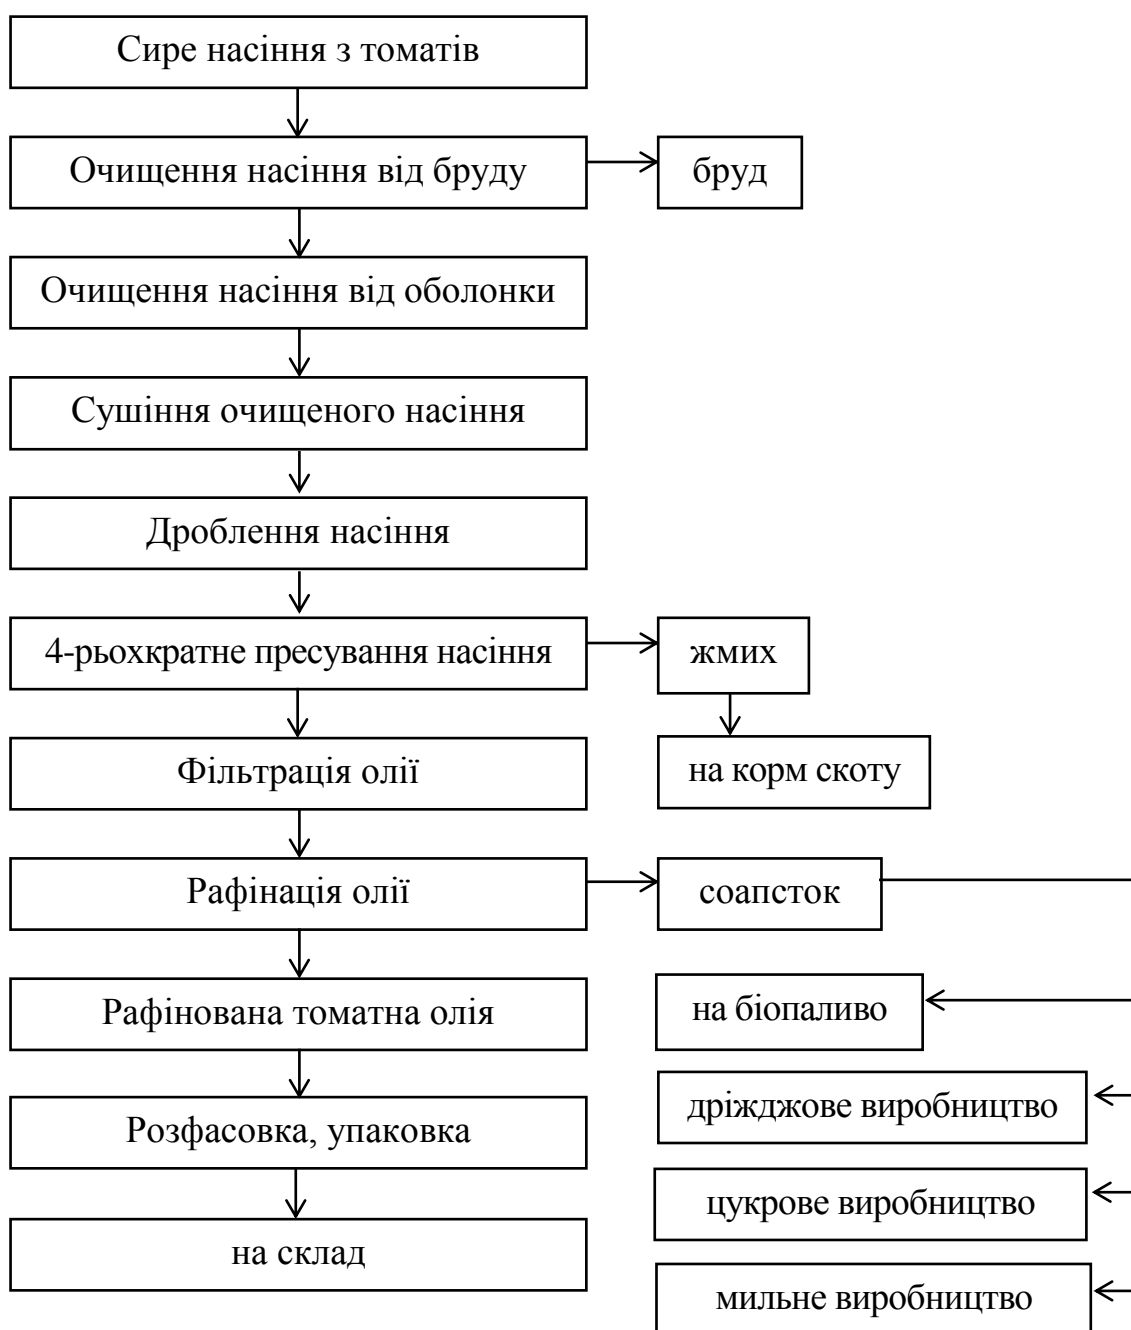 Сире насіння з томатів
Очищення насіння від бруду
бруд
Очищення насіння від оболонки
Сушіння очищеного насіння
Дроблення насіння
4-рьохкратне пресування насіння
жмих
на корм скоту
Фільтрація олії
Рафінація олії
соапсток
Рафінована томатна олія
на біопаливо
Розфасовка, упаковка
дріжджове виробництво
цукрове виробництво
на склад
мильне виробництво